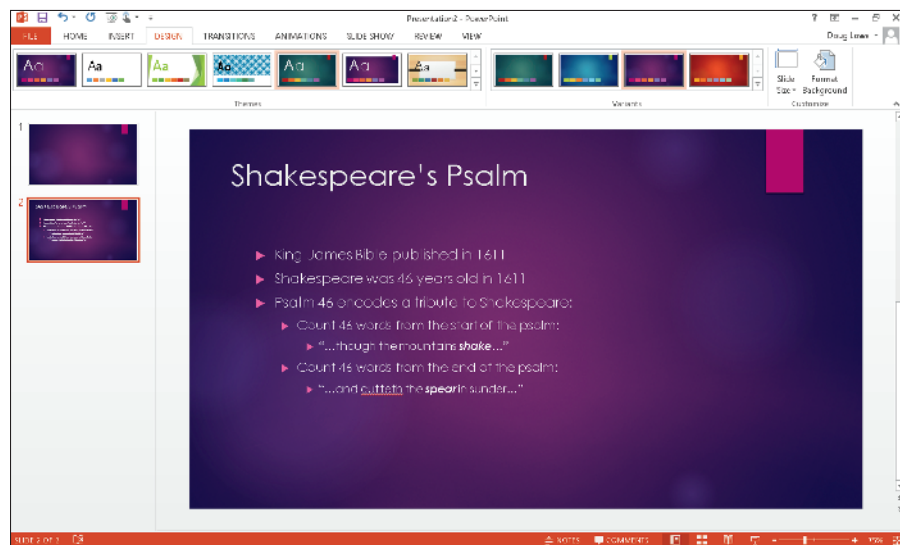 Presentation2 - PowerPoint
FILE HOME INSERT DESIGN TRANSITIONS ANIMATIONS SLIDE SHOW REVIEW VIEW
Doug Lowe
Aa Aa Aa Aa Aa Aa Aa
Slide Size
Format Background
Themes Variants Customize
1
2
Shakespeare's Psalm
King James Bible published in 1611
Shakespeare was 46 years old in 1611
Psalm 46 encodes a tribute to Shakespeare:
Count 46 words from the start of the psalm:
"...though the mountains shake..."
Count 46 words from the end of the psalm:
"...and cutteth the spear in sunder..."
SLIDE 2 OF 2
NOTES COMMENTS